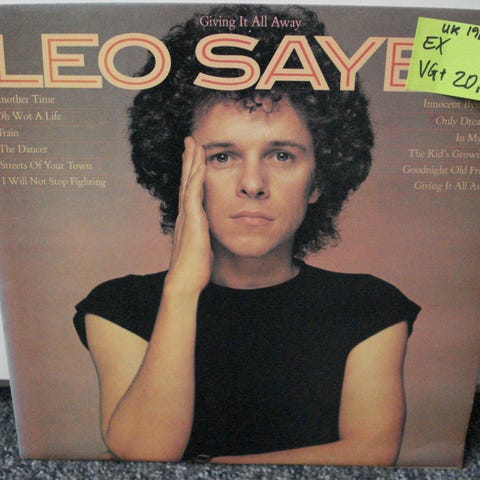 Giving It All Away
LEO SAYE
UK 19
EX
VG+ 20,
nother Time
Oh Wot A Life
Train
The Dancer
Streets Of Your Town
I Will Not Stop Fighting
Innocent By
Only Drea
In My
The Kid's Grown
Goodnight Old Fr
Giving It All Aw